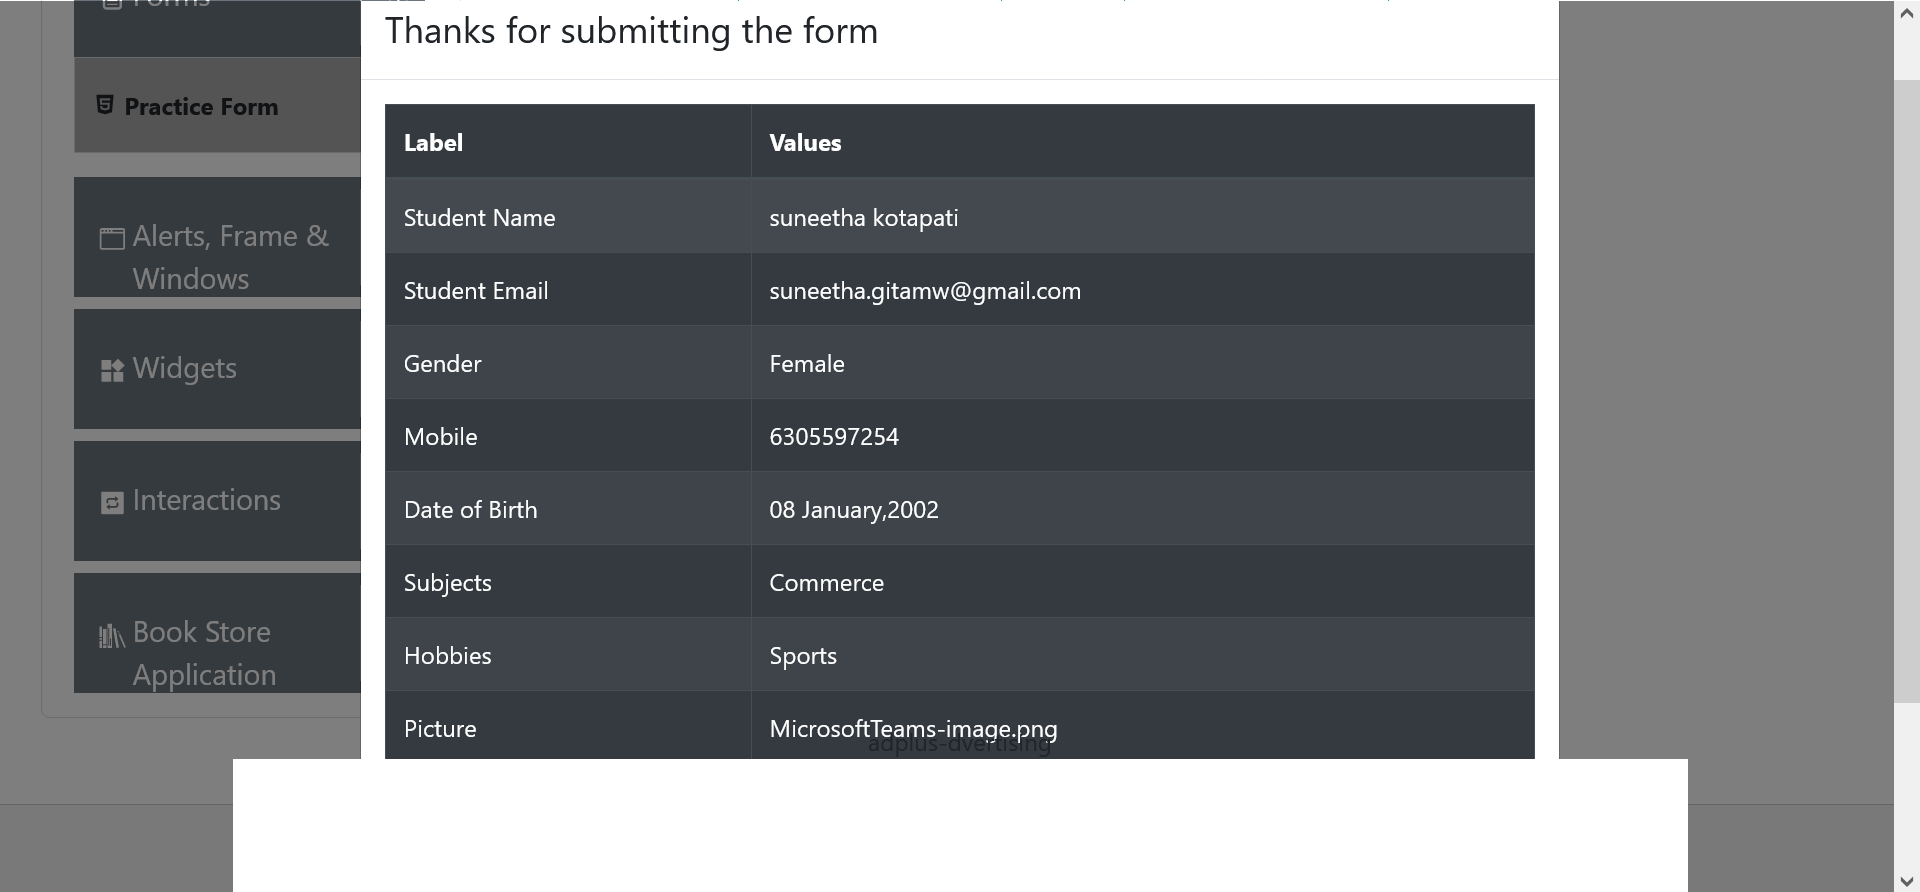 Forms
Thanks for submitting the form
Practice Form
Label Values
Student Name suneetha kotapati
Alerts, Frame &
Windows
Student Email suneetha.gitamw@gmail.com
Widgets
Gender Female
Mobile 6305597254
Interactions
Date of Birth 08 January,2002
Subjects Commerce
Book Store
Application
Hobbies Sports
Picture MicrosoftTeams-image.png
adplus-dvertising